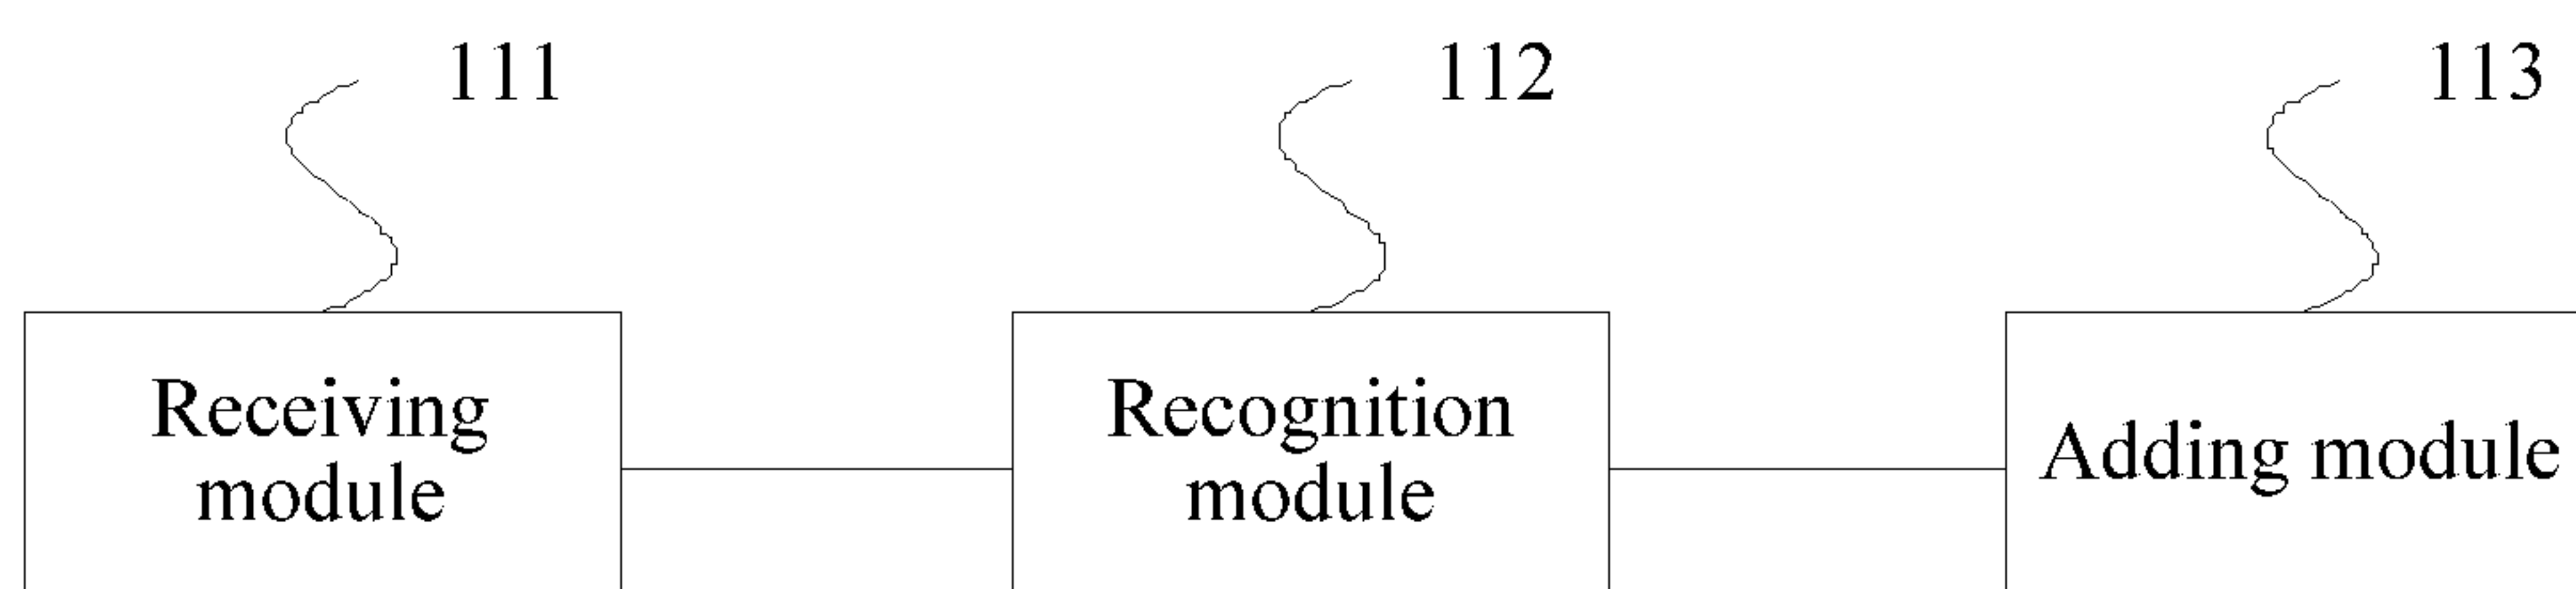 111
112
113
Receiving
module
Recognition
module
Adding module